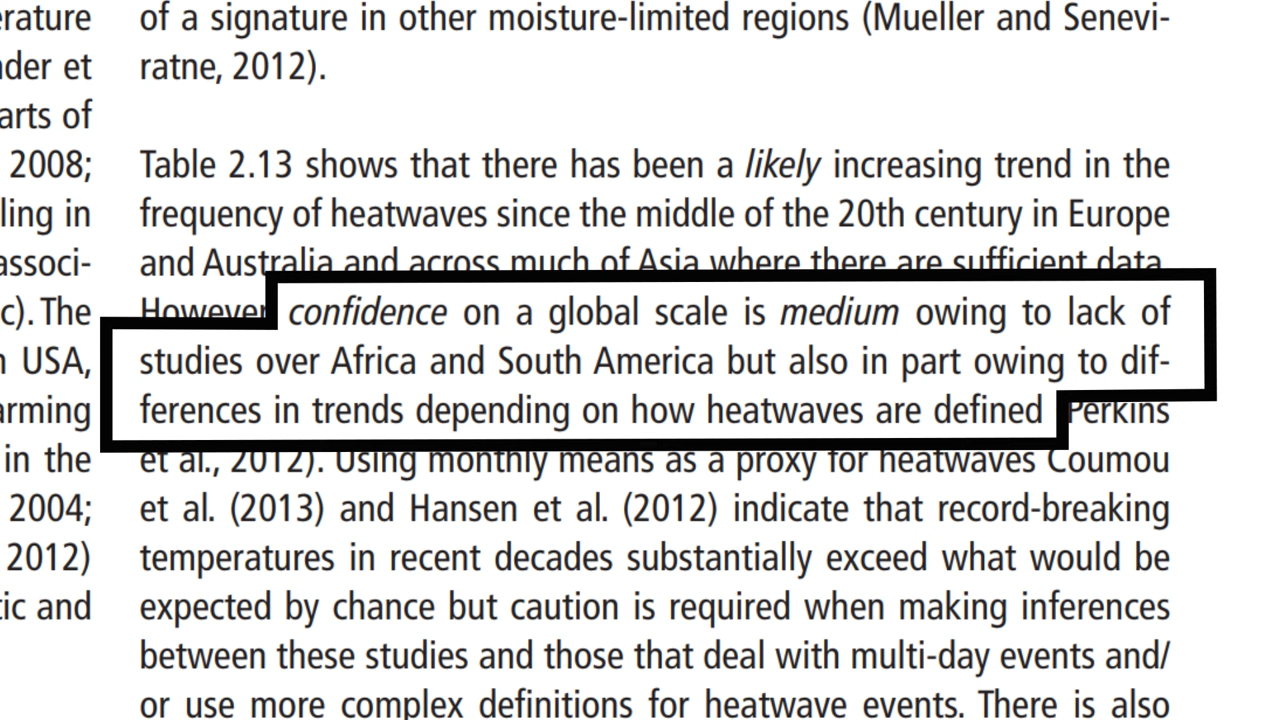 erature
nder et
arts of
2008;
ling in
associ-
c). The
n USA,
arming
in the
2004;
2012)
tic and
of a signature in other moisture-limited regions (Mueller and Senevi-
ratne, 2012).
Table 2.13 shows that there has been a likely increasing trend in the
frequency of heatwaves since the middle of the 20th century in Europe
and Australia and across much of Asia where there are sufficient data.
However confidence on a global scale is medium owing to lack of
studies over Africa and South America but also in part owing to dif-
ferences in trends depending on how heatwaves are defined Perkins
et al., 2012). Using monthly means as a proxy for heatwaves Coumou
et al. (2013) and Hansen et al. (2012) indicate that record-breaking
temperatures in recent decades substantially exceed what would be
expected by chance but caution is required when making inferences
between these studies and those that deal with multi-day events and/
or use more complex definitions for heatwave events. There is also